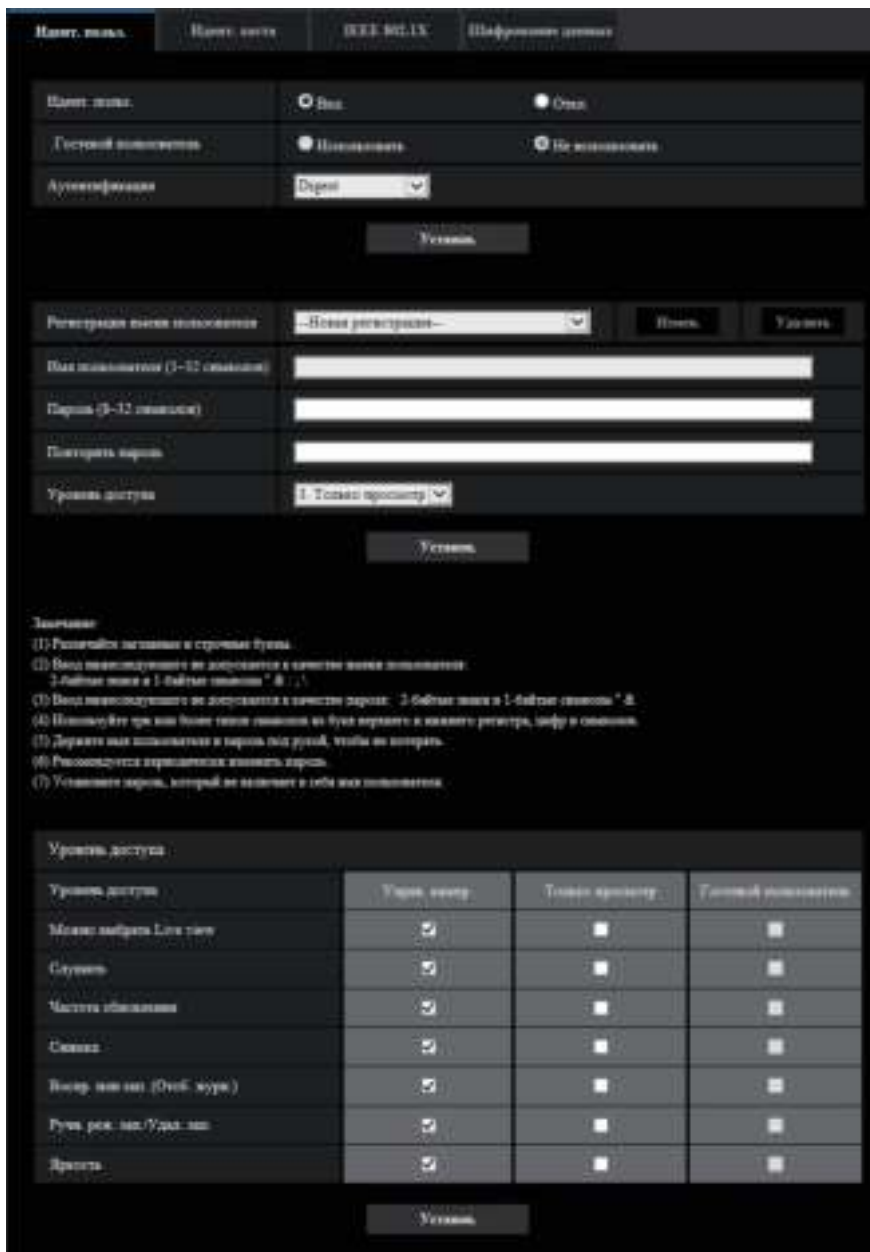 Идент. польз.
Идент. хоста
IEEE 802.1X
Шифрование данных
Идент. польз.
Вкл.
Откл.
Гостевой пользователь
Использовать
Не использовать
Аутентификация
Digest
Установ.
Регистрация имени пользователя
--Новая регистрация--
Измен.
Удалить
Имя пользователя (1-32 символов)
Пароль (8-32 символов)
Повторить пароль
Уровень доступа
3. Только просмотр
Установ.
Замечание:
(1) Различайте заглавные и строчные буквы.
(2) Ввод нижеследующего не допускается в качестве имени пользователя:
2-байтные знаки и 1-байтные символы " & : ; \
(3) Ввод нижеследующего не допускается в качестве пароля: 2-байтные знаки и 1-байтные символы " &
(4) Используйте три или более типов символов из букв верхнего и нижнего регистра, цифр и символов.
(5) Держите имя пользователя и пароль под рукой, чтобы не потерять.
(6) Рекомендуется периодически изменять пароль.
(7) Установите пароль, который не включает в себя имя пользователя.
Уровень доступа
Уровень доступа
Управ. камер.
Только просмотр
Гостевой пользователь
Можно выбрать Live view
Слушать
Частота обновления
Снимок
Воспр. изо зап. (Отоб. журн.)
Ручн. реж. зап./Удал. зап.
Яркость
Установ.